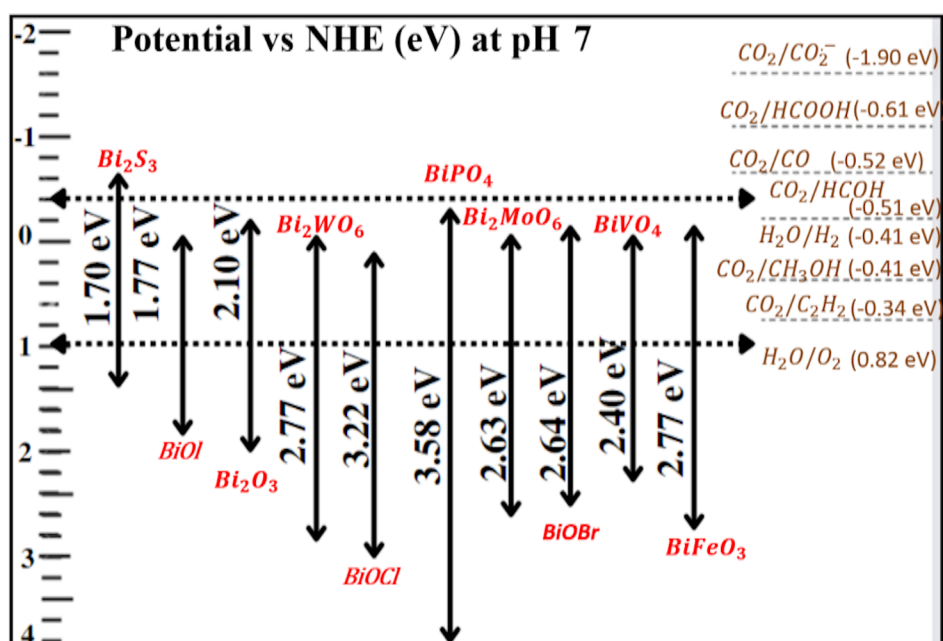 Potential vs NHE (eV) at pH 7
-2
-1
0
1
2
3
4
Bi₂S₃
1.70 eV
1.77 eV
BiOI
2.10 eV
Bi₂O₃
Bi₂WO₆
2.77 eV
3.22 eV
BiOCl
BiPO₄
3.58 eV
Bi₂MoO₆
2.63 eV
2.64 eV
BiOBr
BiVO₄
2.40 eV
2.77 eV
BiFeO₃
CO₂/CO₂⁻ (-1.90 eV)
CO₂/HCOOH(-0.61 eV
CO₂/CO (-0.52 eV)
CO₂/HCOH
(-0.51 eV)
H₂O/H₂ (-0.41 eV)
CO₂/CH₃OH (-0.41 eV)
CO₂/C₂H₂(-0.34 eV)
H₂O/O₂ (0.82 eV)